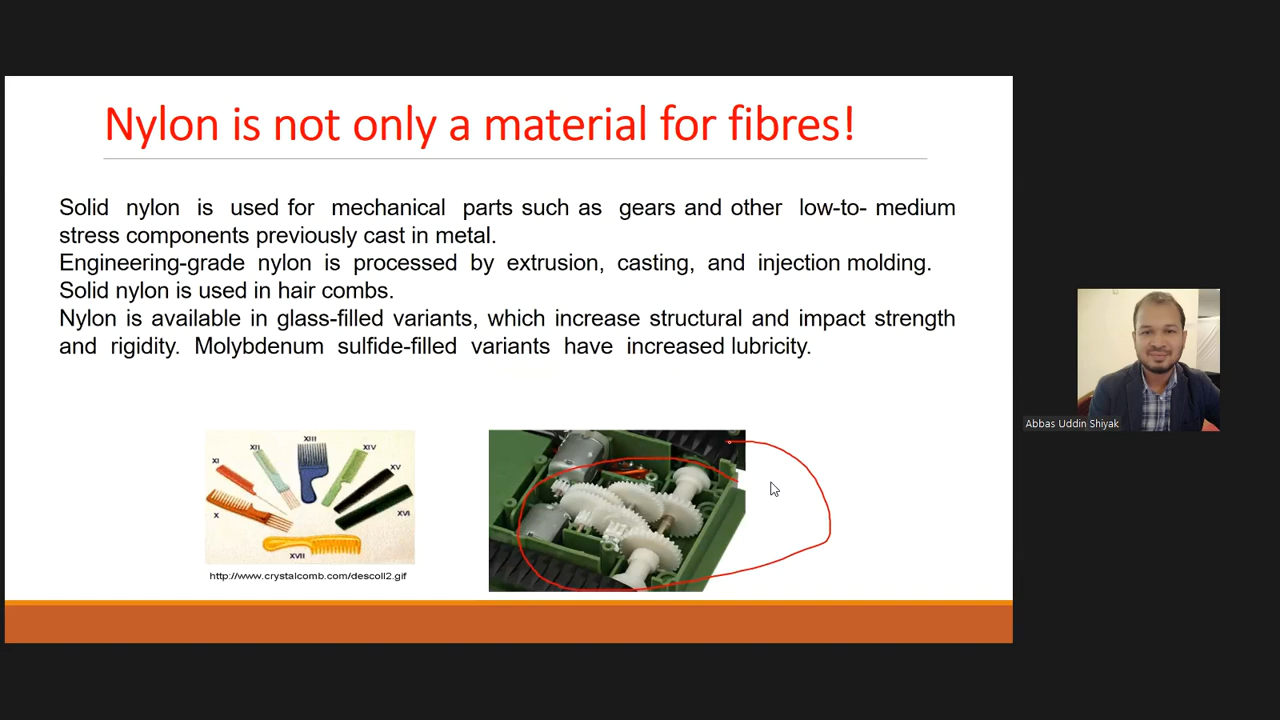 Nylon is not only a material for fibres!
Solid nylon is used for mechanical parts such as gears and other low-to- medium
stress components previously cast in metal.
Engineering-grade nylon is processed by extrusion, casting, and injection molding.
Solid nylon is used in hair combs.
Nylon is available in glass-filled variants, which increase structural and impact strength
and rigidity. Molybdenum sulfide-filled variants have increased lubricity.
XI
XII
XIII
XIV
XV
X
XVI
XVII
http://www.crystalcomb.com/descoll2.gif
Abbas Uddin Shiyak